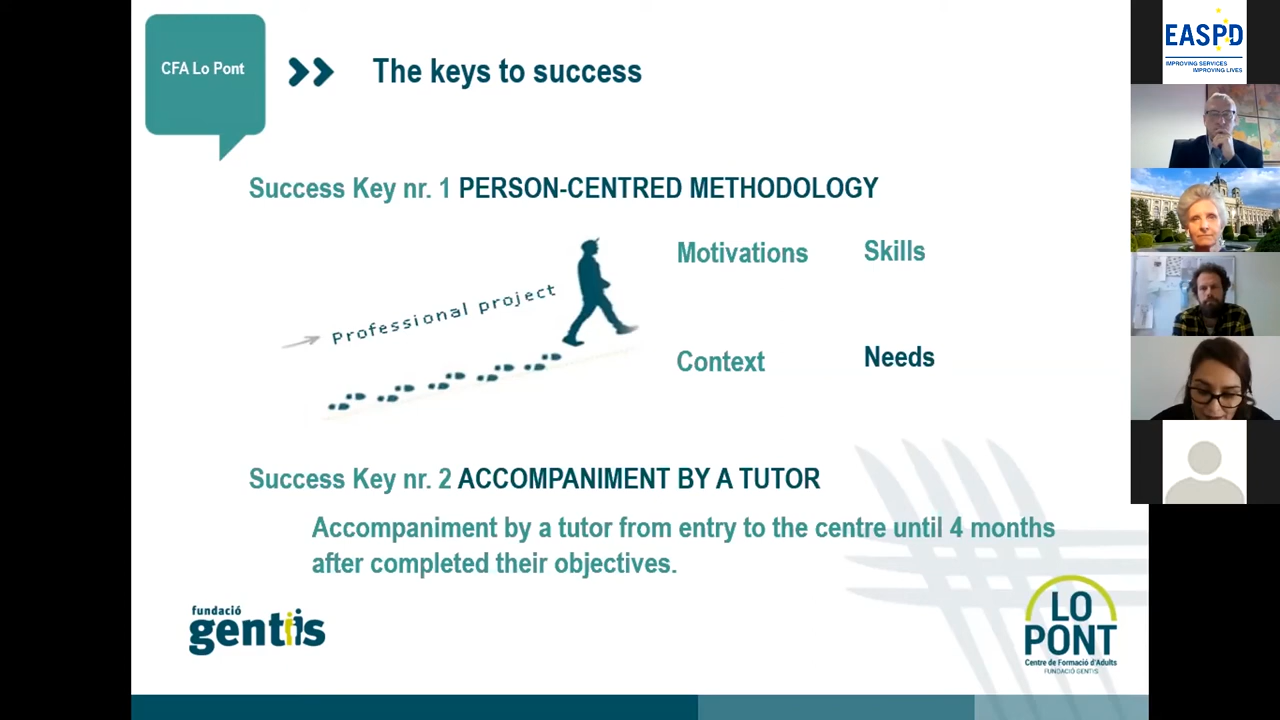 CFA Lo Pont
The keys to success
Success Key nr. 1 PERSON-CENTRED METHODOLOGY
Professional project
Motivations
Skills
Context
Needs
Success Key nr. 2 ACCOMPANIMENT BY A TUTOR
Accompaniment by a tutor from entry to the centre until 4 months
after completed their objectives.
fundació
gentis
LO
PONT
Centre de Formació d'Adults
FUNDACIÓ GENTIS
EASPD
IMPROVING SERVICES
IMPROVING LIVES